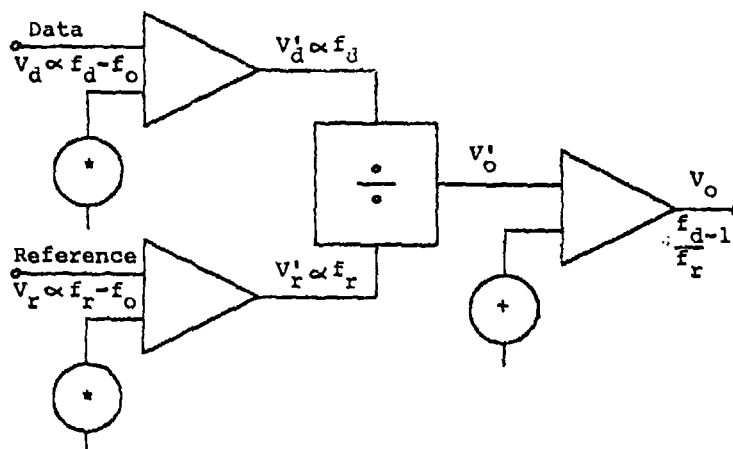 Data
V_d ∝ f_d-f_o
V'_d ∝ f_d
*
÷
V'_o
V_o
f_d-1
f_r
+
Reference
V_r ∝ f_r-f_o
V'_r ∝ f_r
*